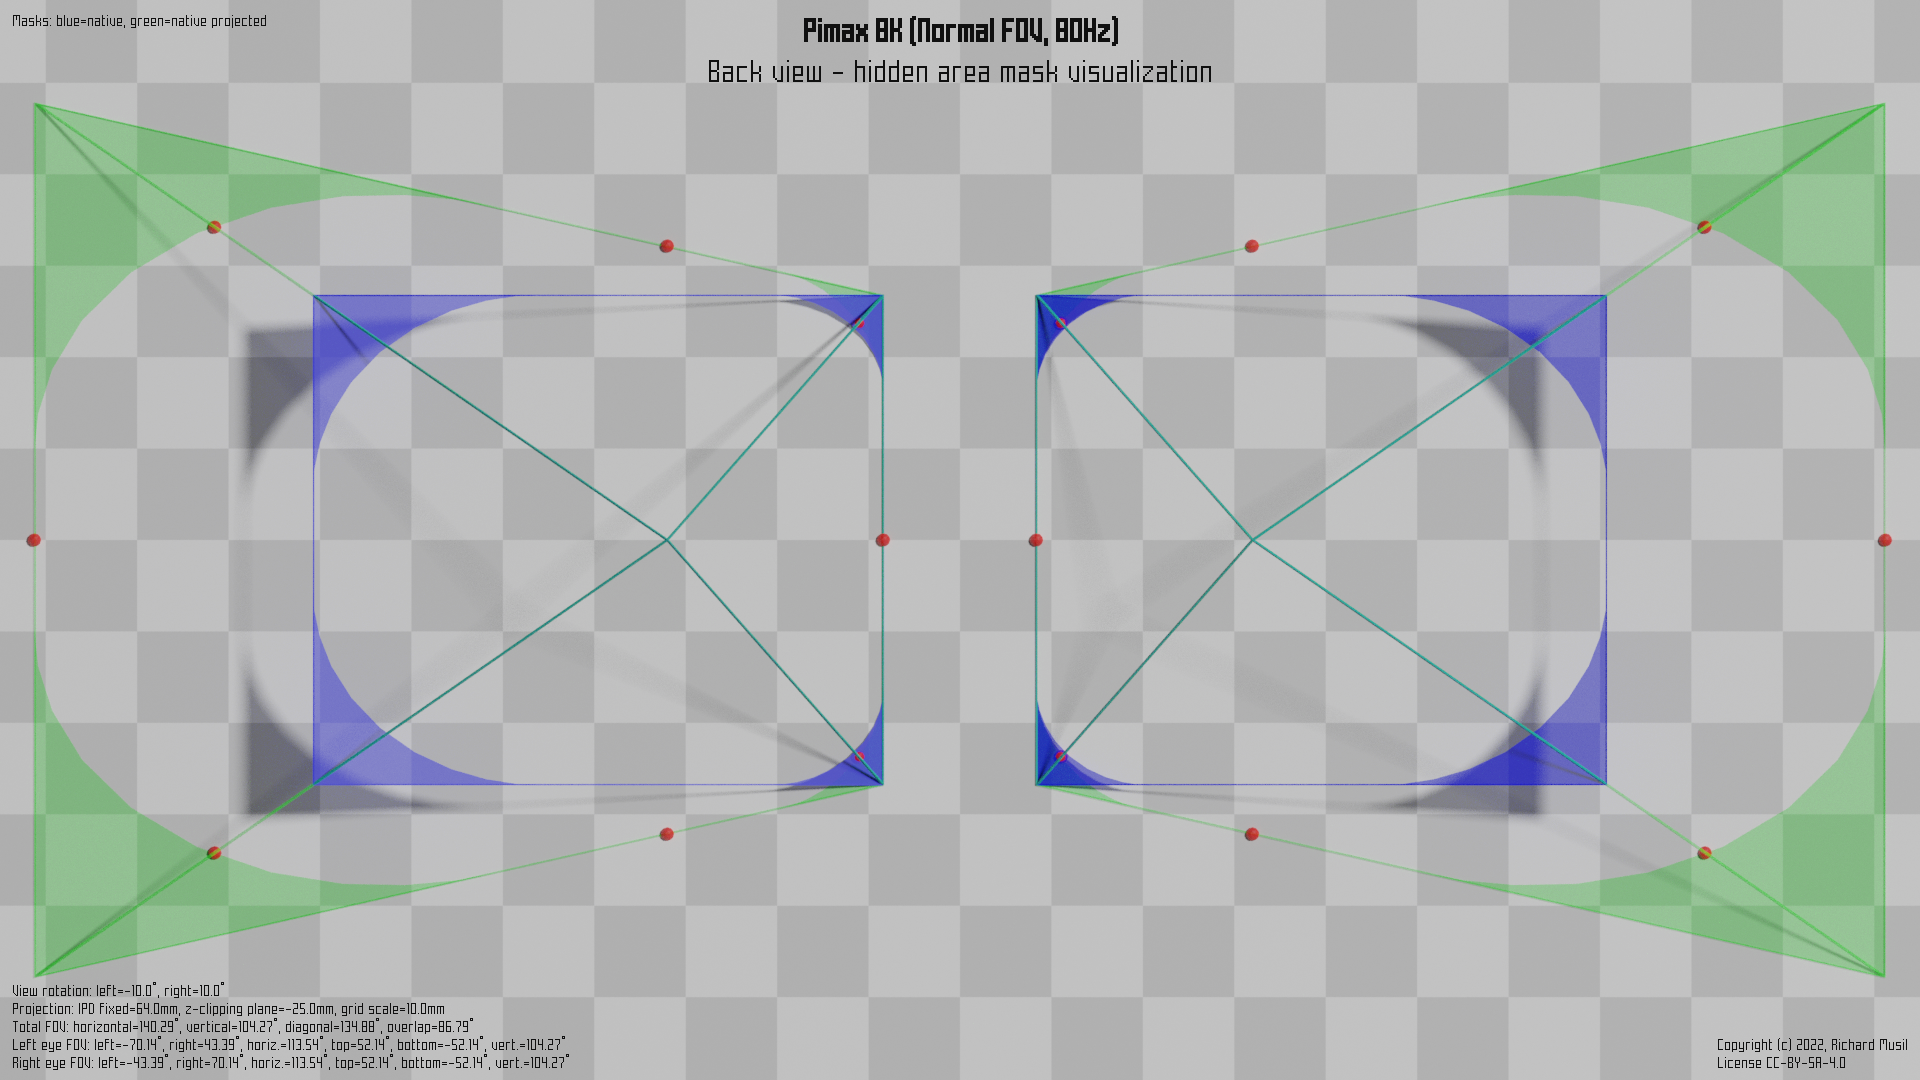 Masks: blue=native, green=native projected
Pimax 8K (Normal FOV, 80Hz)
Back view - hidden area mask visualization
View rotation: left=-10.0°, right=10.0°
Projection: IPD fixed=64.0mm, z-clipping plane=-25.0mm, grid scale=10.0mm
Total FOV: horizontal=140.29°, vertical=104.27°, diagonal=134.88°, overlap=86.79°
Left eye FOV: left=-70.14°, right=43.39°, horiz.=113.54°, top=52.14°, bottom=-52.14°, vert.=104.27°
Right eye FOV: left=-43.39°, right=70.14°, horiz.=113.54°, top=52.14°, bottom=-52.14°, vert.=104.27°
Copyright (c) 2022, Richard Musil
License CC-BY-SA-4.0